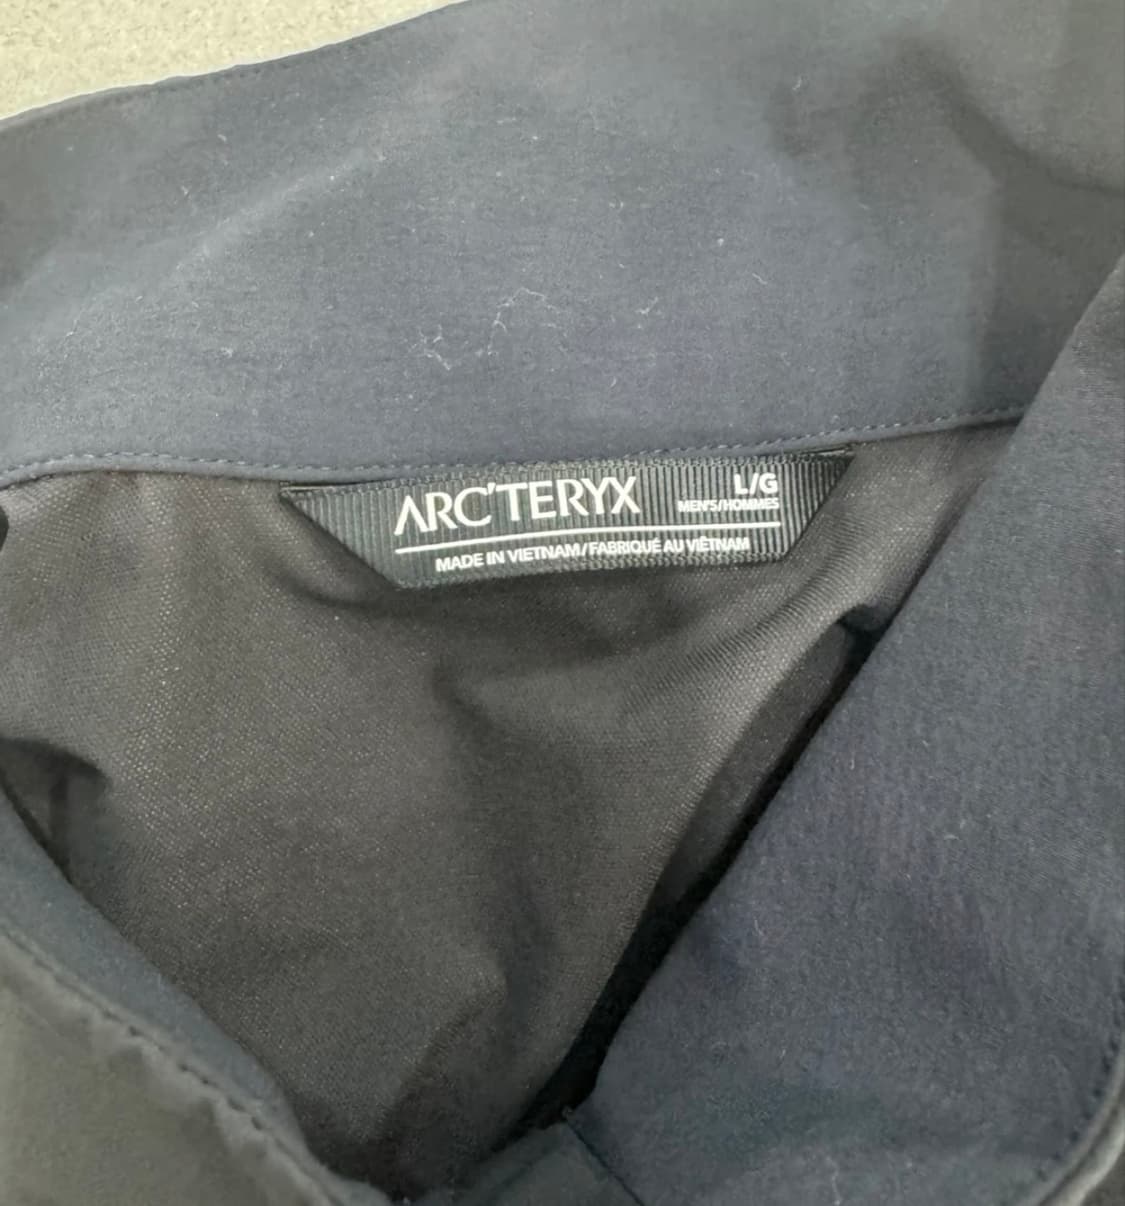 ARC'TERYX
L/G
MEN'S/HOMMES
MADE IN VIETNAM/FABRIQUÉ AU VIÊTNAM